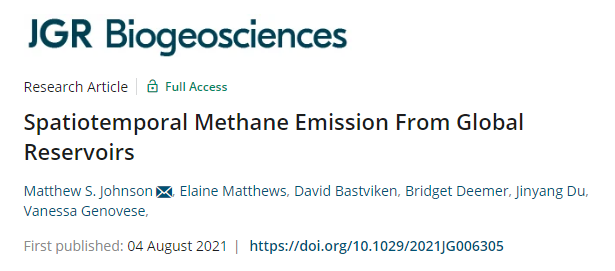 JGR Biogeosciences
Research Article | Full Access
Spatiotemporal Methane Emission From Global
Reservoirs
Matthew S. Johnson, Elaine Matthews, David Bastviken, Bridget Deemer, Jinyang Du,
Vanessa Genovese,
First published: 04 August 2021 | https://doi.org/10.1029/2021JG006305